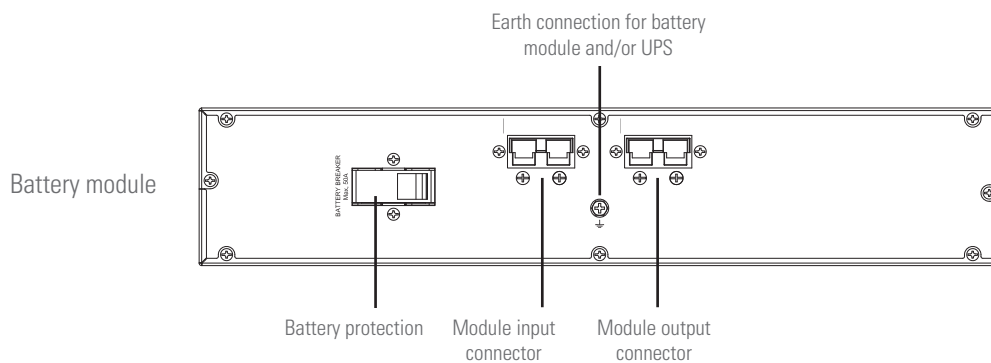 Earth connection for battery
module and/or UPS
Battery module
BATTERY BREAKER
Max. 50A
Battery protection
Module input
connector
Module output
connector